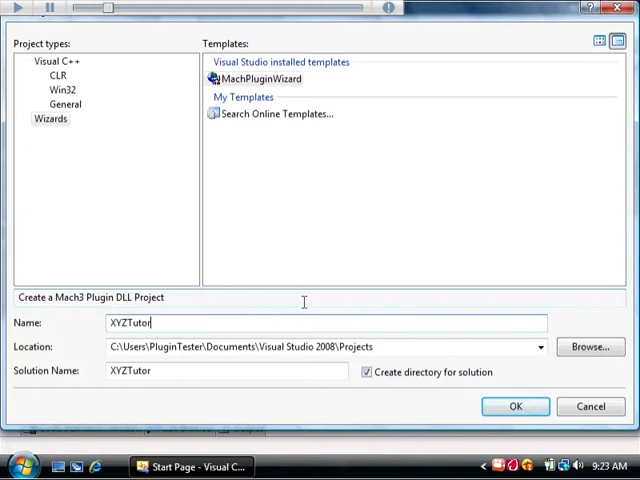 Project types:
Templates:
Visual C++
CLR
Win32
General
Wizards
Visual Studio installed templates
MachPluginWizard
My Templates
Search Online Templates...
Create a Mach3 Plugin DLL Project
Name:
XYZTutor
Location:
C:\Users\PluginTester\Documents\Visual Studio 2008\Projects
Browse...
Solution Name:
XYZTutor
Create directory for solution
OK
Cancel
Start Page - Visual C...
9:23 AM